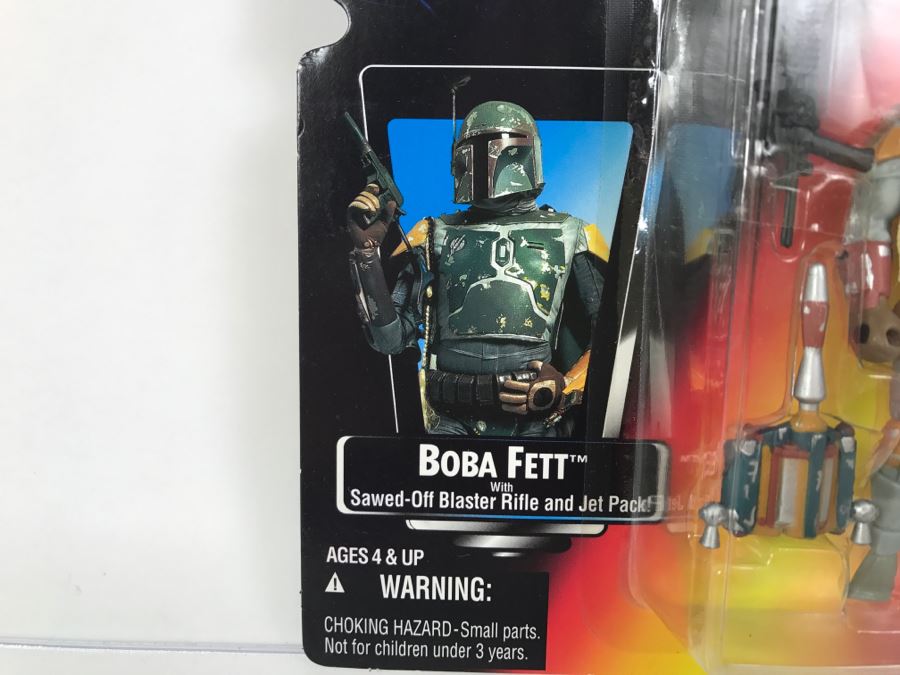 BOBA FETT™
With
Sawed-Off Blaster Rifle and Jet Pack!
AGES 4 & UP
WARNING:
CHOKING HAZARD-Small parts.
Not for children under 3 years.